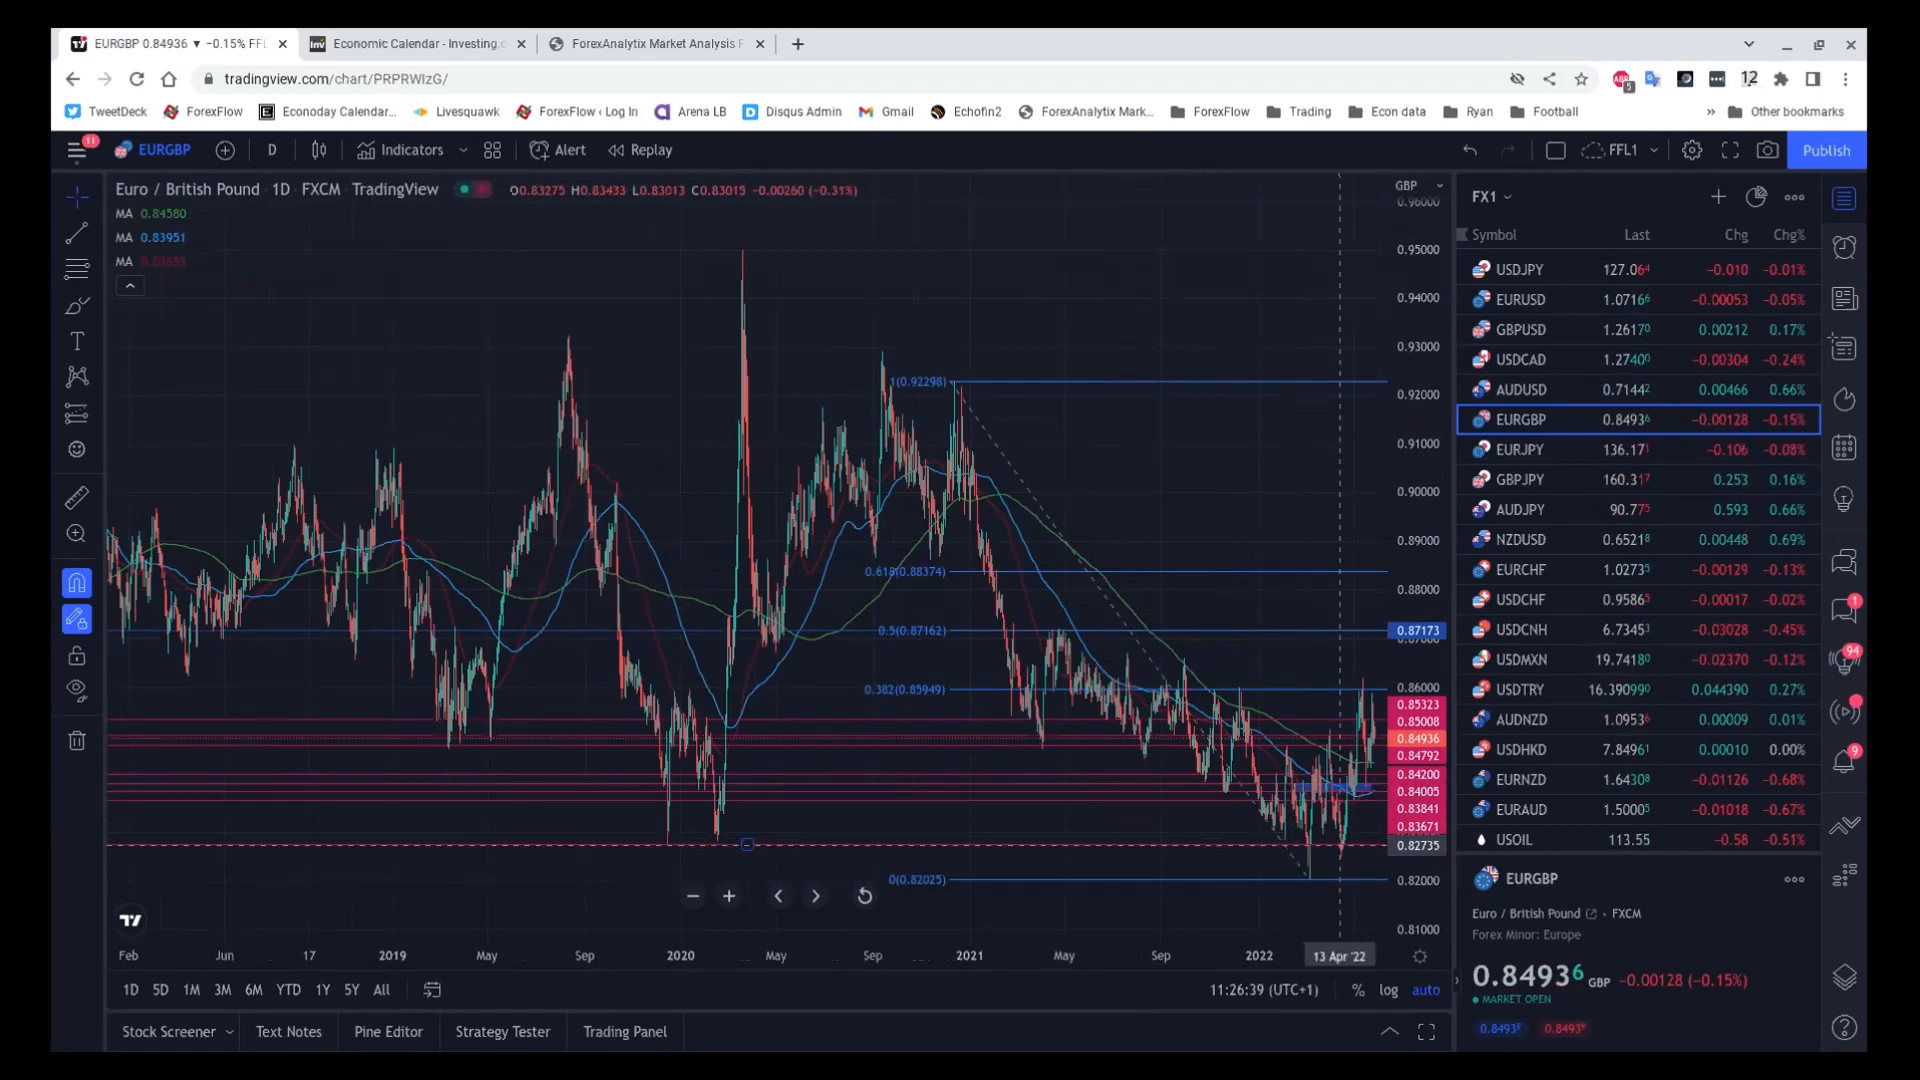 EURGBP 0.84936 ▼ −0.15% FFL
Economic Calendar - Investing.c
ForexAnalytix Market Analysis F
tradingview.com/chart/PRPRWIzG/
5
12
TweetDeck ForexFlow Econoday Calendar... Livesquawk ForexFlow ‹ Log In Arena LB Disqus Admin Gmail Echofin2 ForexAnalytix Mark... ForexFlow Trading Econ data Ryan Football » Other bookmarks
11 EURGBP D Indicators Alert Replay FFL1 Publish
Euro / British Pound · 1D · FXCM · TradingView O0.83275 H0.83433 L0.83013 C0.83015 −0.00260 (−0.31%)
MA 0.84580
MA 0.83951
MA
GBP
0.96000
0.95000
0.94000
0.93000
1(0.92298)
0.92000
0.91000
0.90000
0.89000
0.618(0.88374)
0.88000
0.5(0.87162)
0.87173
0.87000
0.382(0.85949)
0.86000
0.85323
0.85008
0.84936
0.84792
0.84200
0.84005
0.83841
0.83671
0.82735
0(0.82025)
0.82000
0.81000
Feb Jun 17 2019 May Sep 2020 May Sep 2021 May Sep 2022 13 Apr '22
1D 5D 1M 3M 6M YTD 1Y 5Y All 11:26:39 (UTC+1) % log auto
Stock Screener Text Notes Pine Editor Strategy Tester Trading Panel
FX1
Symbol Last Chg Chg%
USDJPY 127.064 −0.010 −0.01%
EURUSD 1.07166 −0.00053 −0.05%
GBPUSD 1.26170 0.00212 0.17%
USDCAD 1.27400 −0.00304 −0.24%
AUDUSD 0.71442 0.00466 0.66%
EURGBP 0.84936 −0.00128 −0.15%
EURJPY 136.171 −0.106 −0.08%
GBPJPY 160.317 0.253 0.16%
AUDJPY 90.775 0.593 0.66%
NZDUSD 0.65218 0.00448 0.69%
EURCHF 1.02735 −0.00129 −0.13%
USDCHF 0.95865 −0.00017 −0.02%
USDCNH 6.73453 −0.03028 −0.45%
USDMXN 19.74180 −0.02370 −0.12%
USDTRY 16.390990 0.044390 0.27%
AUDNZD 1.09536 0.00009 0.01%
USDHKD 7.84961 0.00010 0.00%
EURNZD 1.64308 −0.01126 −0.68%
EURAUD 1.50005 −0.01018 −0.67%
USOIL 113.55 −0.58 −0.51%
EURGBP
Euro / British Pound · FXCM
Forex Minor: Europe
0.84936 GBP −0.00128 (−0.15%)
MARKET OPEN
1
94
9